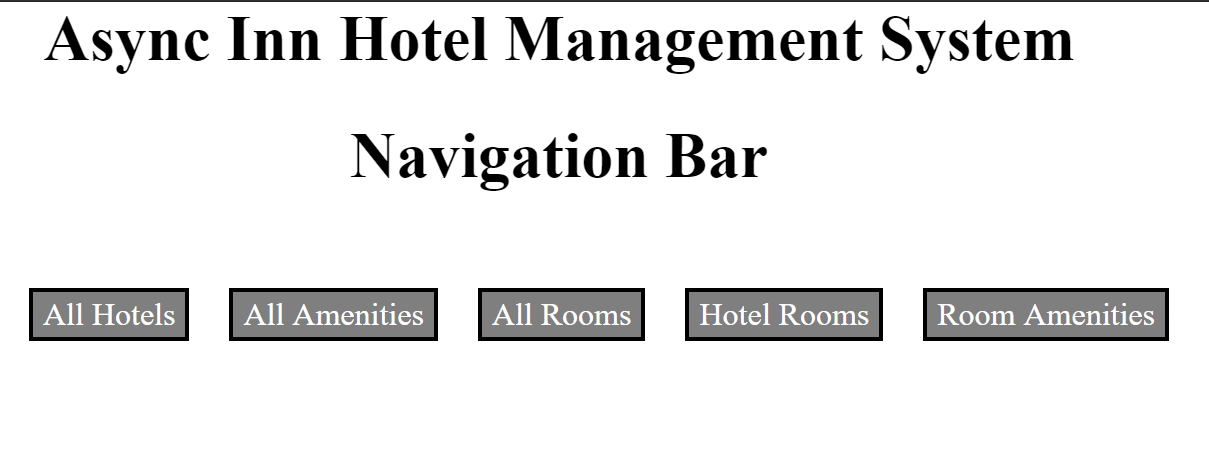 Async Inn Hotel Management System
Navigation Bar
All Hotels All Amenities All Rooms Hotel Rooms Room Amenities